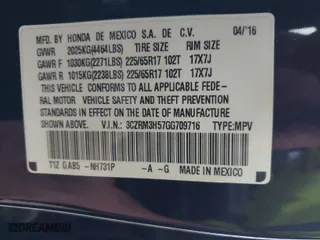 MFD. BY HONDA DE MEXICO S.A. DE C.V. 04/'16
GVWR 2025KG(4464LBS) TIRE SIZE RIM SIZE
GAWR F 1030KG(2271LBS) 225/65R17 102T 17X7J
GAWR R 1015KG(2238LBS) 225/65R17 102T 17X7J
THIS VEHICLE CONFORMS TO ALL APPLICABLE FEDE-
RAL MOTOR VEHICLE SAFETY AND THEFT PREVENTION
STANDARDS IN EFFECT ON THE DATE OF MANUFACTURE
SHOWN ABOVE. V.I.N.: 3CZRM3H57GG709716 TYPE:MPV
T1Z GAB5 -NH731P -A -G MADE IN MEXICO
DREAMBID